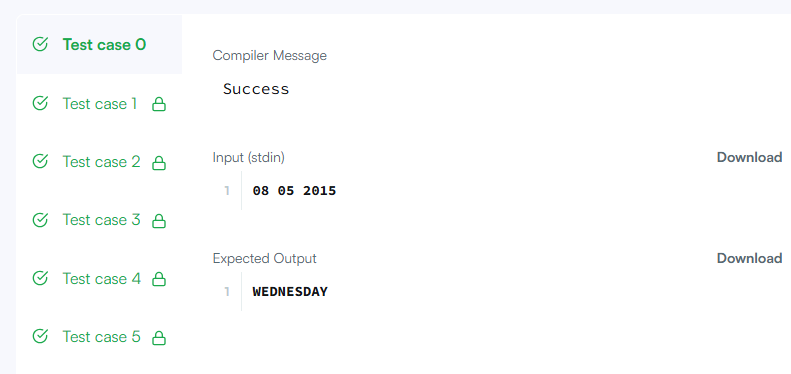 Test case 0
Test case 1
Test case 2
Test case 3
Test case 4
Test case 5
Compiler Message
Success
Input (stdin)
Download
1 08 05 2015
Expected Output
Download
1 WEDNESDAY